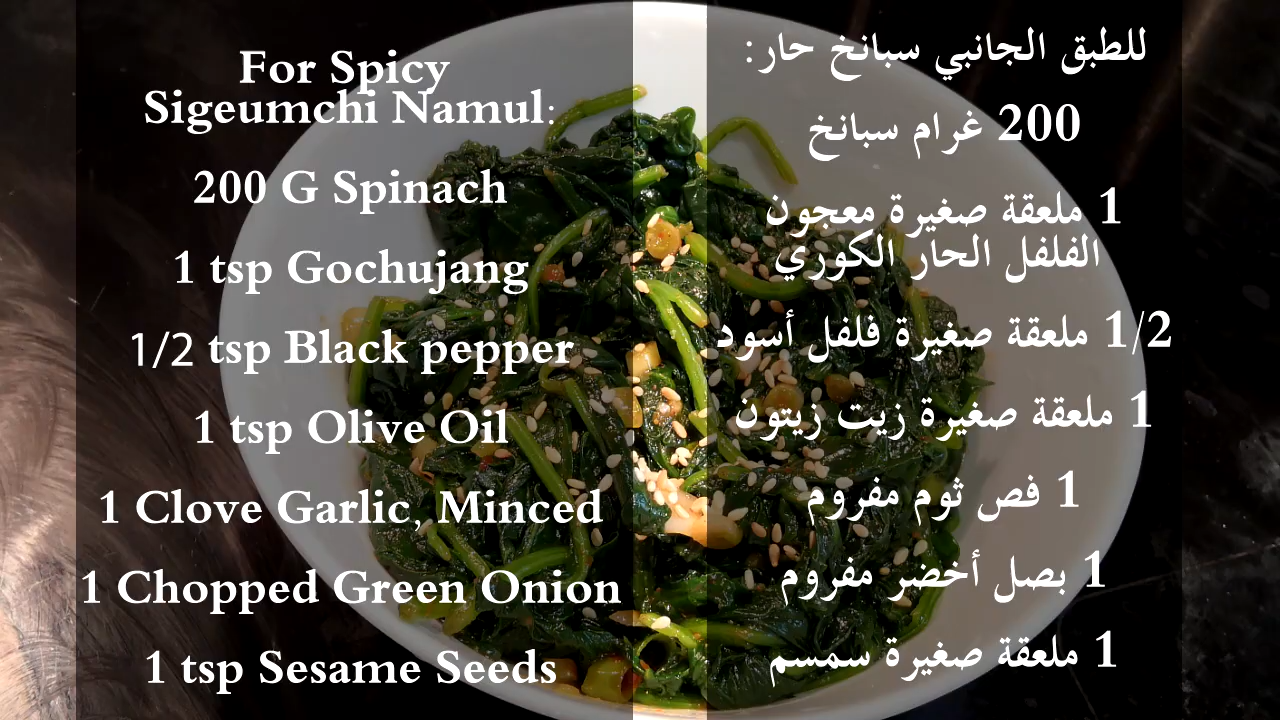 For Spicy
Sigeumchi Namul:
200 G Spinach
1 tsp Gochujang
1/2 tsp Black pepper
1 tsp Olive Oil
1 Clove Garlic, Minced
1 Chopped Green Onion
1 tsp Sesame Seeds
للطبق الجانبي سبانخ حار:
200 غرام سبانخ
1 ملعقة صغيرة معجون
الفلفل الحار الكوري
1/2 ملعقة صغيرة فلفل أسود
1 ملعقة صغيرة زيت زيتون
1 فص ثوم مفروم
1 بصل أخضر مفروم
1 ملعقة صغيرة سمسم